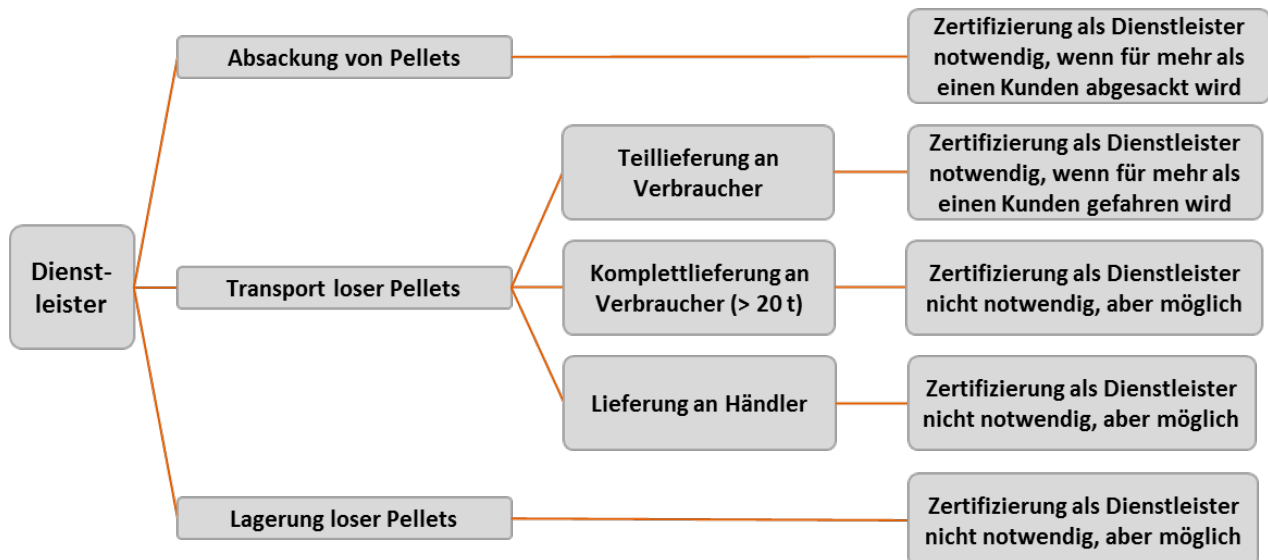 Absackung von Pellets
Zertifizierung als Dienstleister
notwendig, wenn für mehr als
einen Kunden abgesackt wird
Teillieferung an
Verbraucher
Zertifizierung als Dienstleister
notwendig, wenn für mehr als
einen Kunden gefahren wird
Dienst-
leister
Transport loser Pellets
Komplettlieferung an
Verbraucher (> 20 t)
Zertifizierung als Dienstleister
nicht notwendig, aber möglich
Lieferung an Händler
Zertifizierung als Dienstleister
nicht notwendig, aber möglich
Lagerung loser Pellets
Zertifizierung als Dienstleister
nicht notwendig, aber möglich